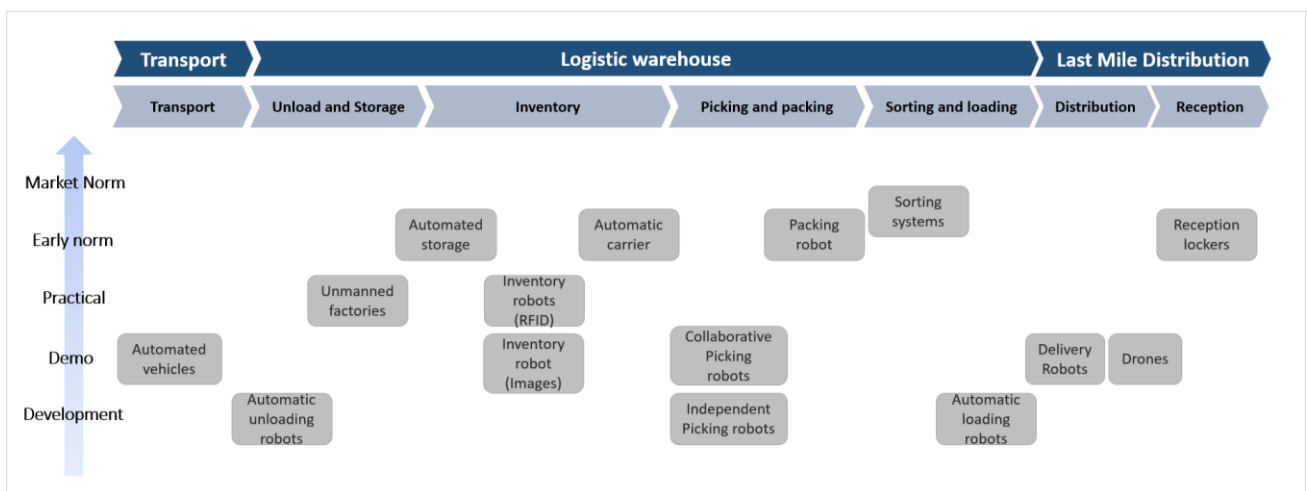 Transport
Logistic warehouse
Last Mile Distribution
Transport
Unload and Storage
Inventory
Picking and packing
Sorting and loading
Distribution
Reception
Market Norm
Sorting
systems
Early norm
Automated
storage
Automatic
carrier
Packing
robot
Reception
lockers
Practical
Unmanned
factories
Inventory
robots
(RFID)
Demo
Automated
vehicles
Inventory
robot
(Images)
Collaborative
Picking
robots
Delivery
Robots
Drones
Development
Automatic
unloading
robots
Independent
Picking robots
Automatic
loading
robots